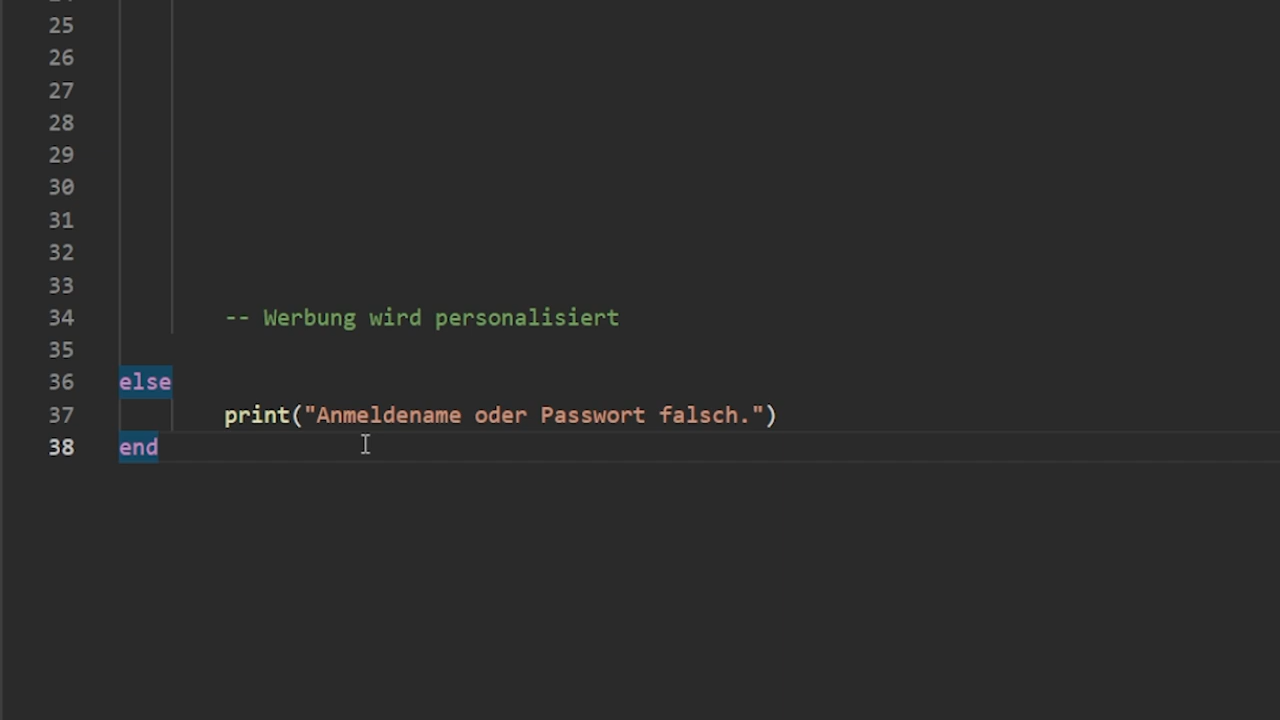 25
26
27
28
29
30
31
32
33
34 -- Werbung wird personalisiert
35
36 else
37 print("Anmeldename oder Passwort falsch.")
38 end